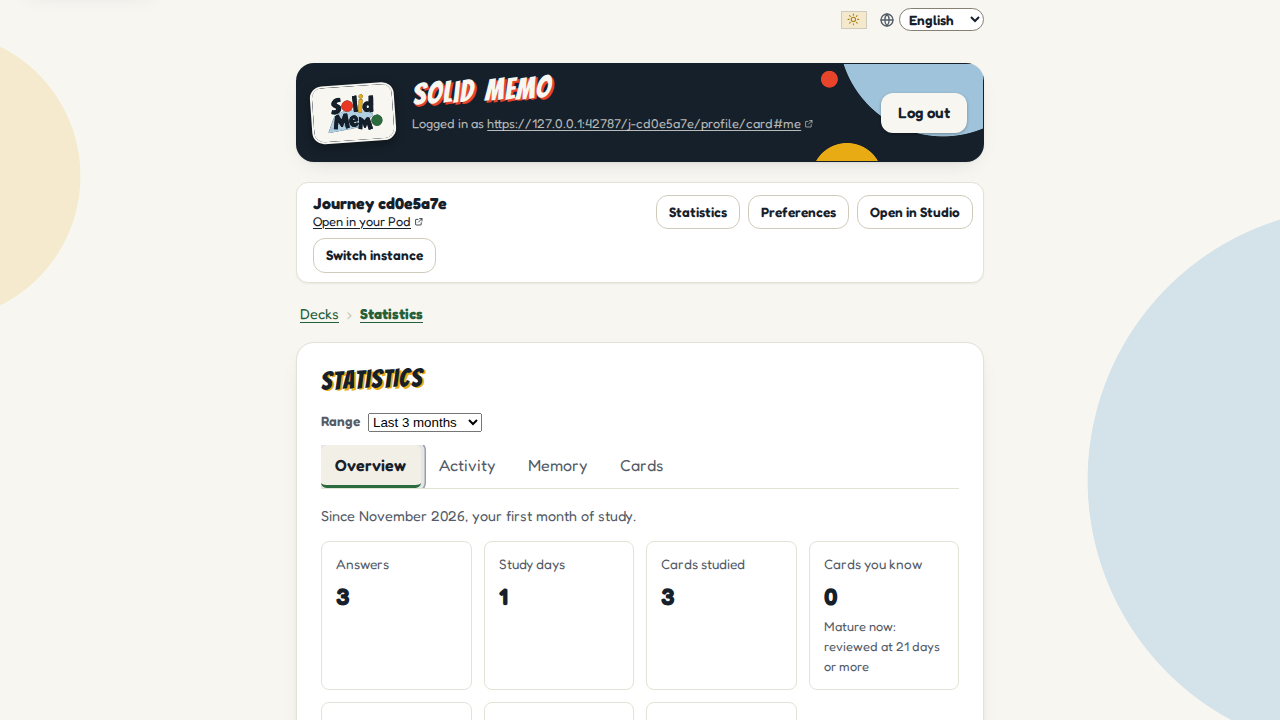 English
Solid Memo
SOLID MEMO
Logged in as https://127.0.0.1:42787/j-cd0e5a7e/profile/card#me
Log out
Journey cd0e5a7e
Open in your Pod
Statistics
Preferences
Open in Studio
Switch instance
Decks › Statistics
STATISTICS
Range Last 3 months
Overview
Activity
Memory
Cards
Since November 2026, your first month of study.
Answers
3
Study days
1
Cards studied
3
Cards you know
0
Mature now:
reviewed at 21 days
or more